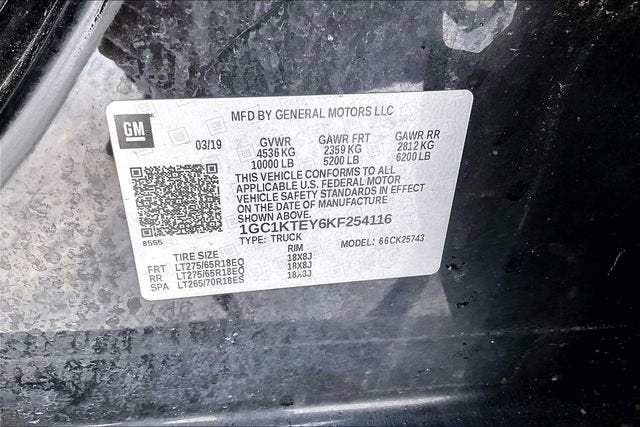 GM
MFD BY GENERAL MOTORS LLC
03/19
GVWR GAWR FRT GAWR RR
4536 KG 2359 KG 2812 KG
10000 LB 5200 LB 6200 LB
THIS VEHICLE CONFORMS TO ALL
APPLICABLE U.S. FEDERAL MOTOR
VEHICLE SAFETY STANDARDS IN EFFECT
ON THE DATE OF MANUFACTURE
SHOWN ABOVE.
1GC1KTEY6KF254116
8555
TYPE: TRUCK MODEL: 66CK25743
TIRE SIZE RIM
FRT LT275/65R18EO 18X8J
RR LT275/65R18EO 18X8J
SPA LT265/70R18ES 18X8J